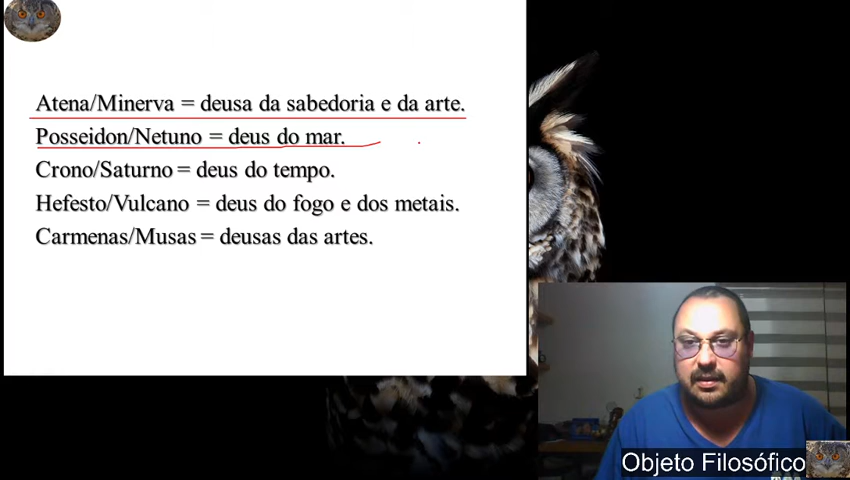 Atena/Minerva = deusa da sabedoria e da arte.
Posseidon/Netuno = deus do mar.
Crono/Saturno = deus do tempo.
Hefesto/Vulcano = deus do fogo e dos metais.
Carmenas/Musas = deusas das artes.
Objeto Filosófico